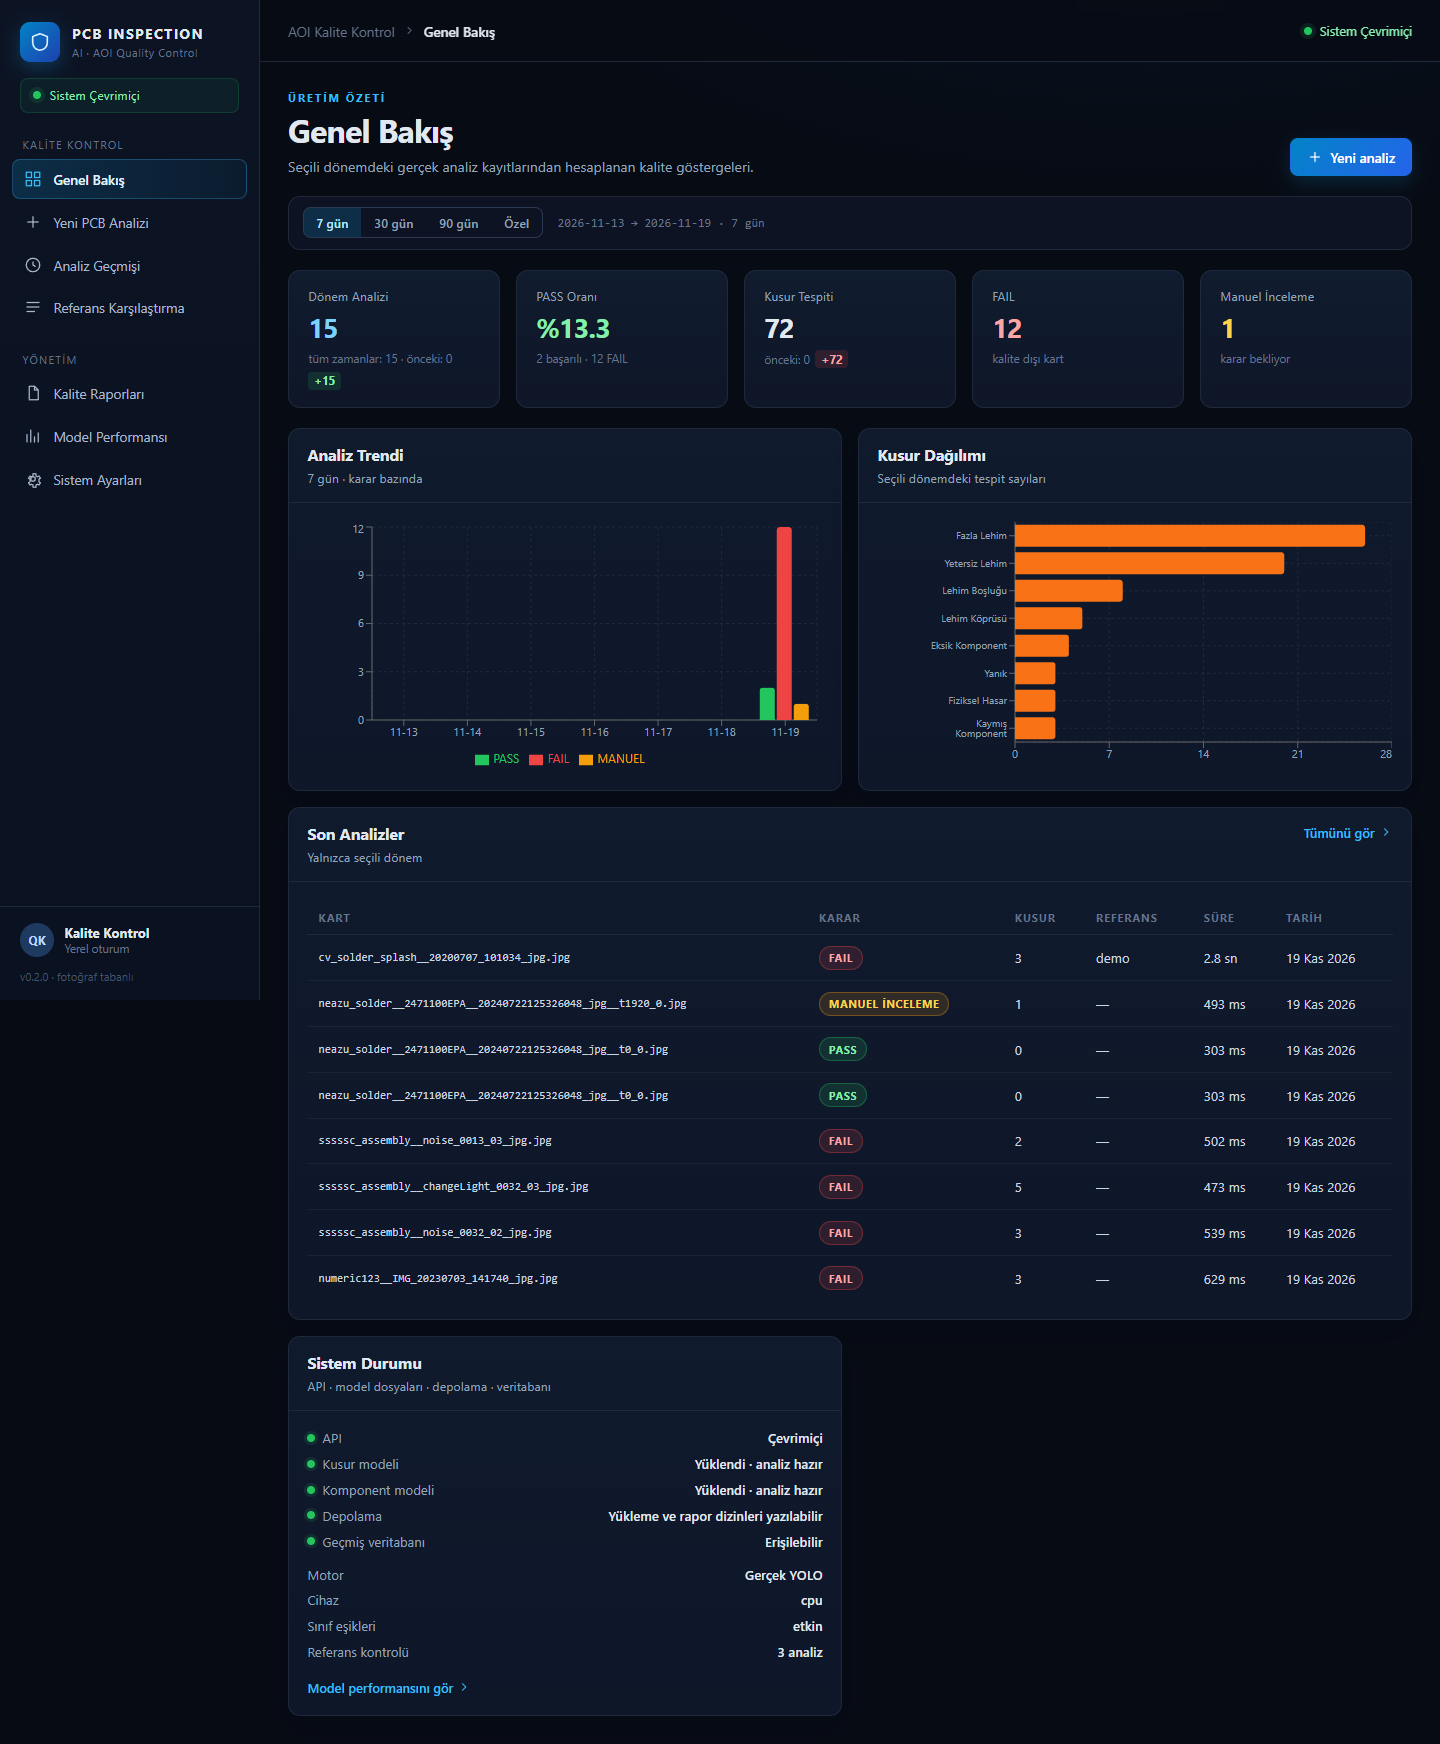 PCB INSPECTION
AI · AOI Quality Control
Sistem Çevrimiçi
KALİTE KONTROL
Genel Bakış
Yeni PCB Analizi
Analiz Geçmişi
Referans Karşılaştırma
YÖNETİM
Kalite Raporları
Model Performansı
Sistem Ayarları
QK
Kalite Kontrol
Yerel oturum
v0.2.0 · fotoğraf tabanlı
AOI Kalite Kontrol > Genel Bakış
Sistem Çevrimiçi
ÜRETİM ÖZETİ
Genel Bakış
Seçili dönemdeki gerçek analiz kayıtlarından hesaplanan kalite göstergeleri.
+ Yeni analiz
7 gün 30 gün 90 gün Özel 2026-11-13 → 2026-11-19 · 7 gün
Dönem Analizi
15
tüm zamanlar: 15 · önceki: 0
+15
PASS Oranı
%13.3
2 başarılı · 12 FAIL
Kusur Tespiti
72
önceki: 0 +72
FAIL
12
kalite dışı kart
Manuel İnceleme
1
karar bekliyor
Analiz Trendi
7 gün · karar bazında
12
9
6
3
0
11-13 11-14 11-15 11-16 11-17 11-18 11-19
PASS FAIL MANUEL
Kusur Dağılımı
Seçili dönemdeki tespit sayıları
Fazla Lehim
Yetersiz Lehim
Lehim Boşluğu
Lehim Köprüsü
Eksik Komponent
Yanık
Fiziksel Hasar
Kaymış
Komponent
0 7 14 21 28
Son Analizler
Yalnızca seçili dönem
Tümünü gör >
KART KARAR KUSUR REFERANS SÜRE TARİH
cv_solder_splash__20200707_101034_jpg.jpg FAIL 3 demo 2.8 sn 19 Kas 2026
neazu_solder__2471100EPA__20240722125326048_jpg__t1920_0.jpg MANUEL İNCELEME 1 — 493 ms 19 Kas 2026
neazu_solder__2471100EPA__20240722125326048_jpg__t0_0.jpg PASS 0 — 303 ms 19 Kas 2026
neazu_solder__2471100EPA__20240722125326048_jpg__t0_0.jpg PASS 0 — 303 ms 19 Kas 2026
sssssc_assembly__noise_0013_03_jpg.jpg FAIL 2 — 502 ms 19 Kas 2026
sssssc_assembly__changeLight_0032_03_jpg.jpg FAIL 5 — 473 ms 19 Kas 2026
sssssc_assembly__noise_0032_02_jpg.jpg FAIL 3 — 539 ms 19 Kas 2026
numeric123__IMG_20230703_141740_jpg.jpg FAIL 3 — 629 ms 19 Kas 2026
Sistem Durumu
API · model dosyaları · depolama · veritabanı
API Çevrimiçi
Kusur modeli Yüklendi · analiz hazır
Komponent modeli Yüklendi · analiz hazır
Depolama Yükleme ve rapor dizinleri yazılabilir
Geçmiş veritabanı Erişilebilir
Motor Gerçek YOLO
Cihaz cpu
Sınıf eşikleri etkin
Referans kontrolü 3 analiz
Model performansını gör >